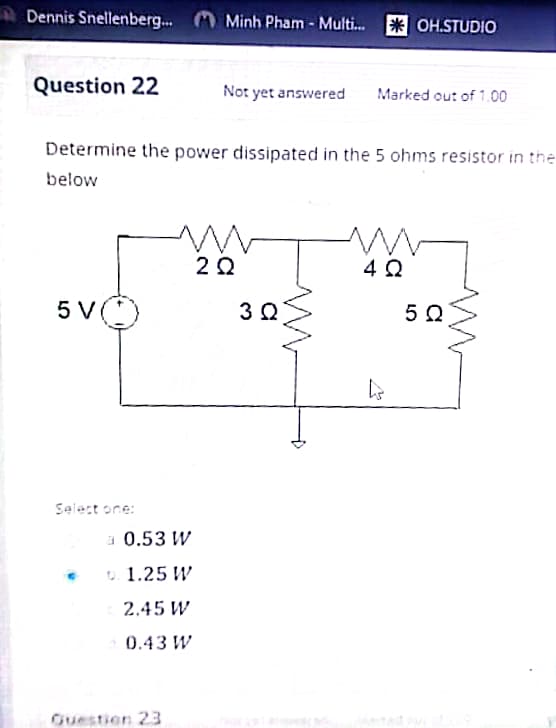 Dennis Snellenberg... Minh Pham - Multi... OH.STUDIO
Question 22 Not yet answered Marked out of 1.00
Determine the power dissipated in the 5 ohms resistor in the
below
2 Ω 4 Ω
5 V 3 Ω 5 Ω
Select one:
a 0.53 W
b. 1.25 W
2.45 W
0.43 W
Question 23